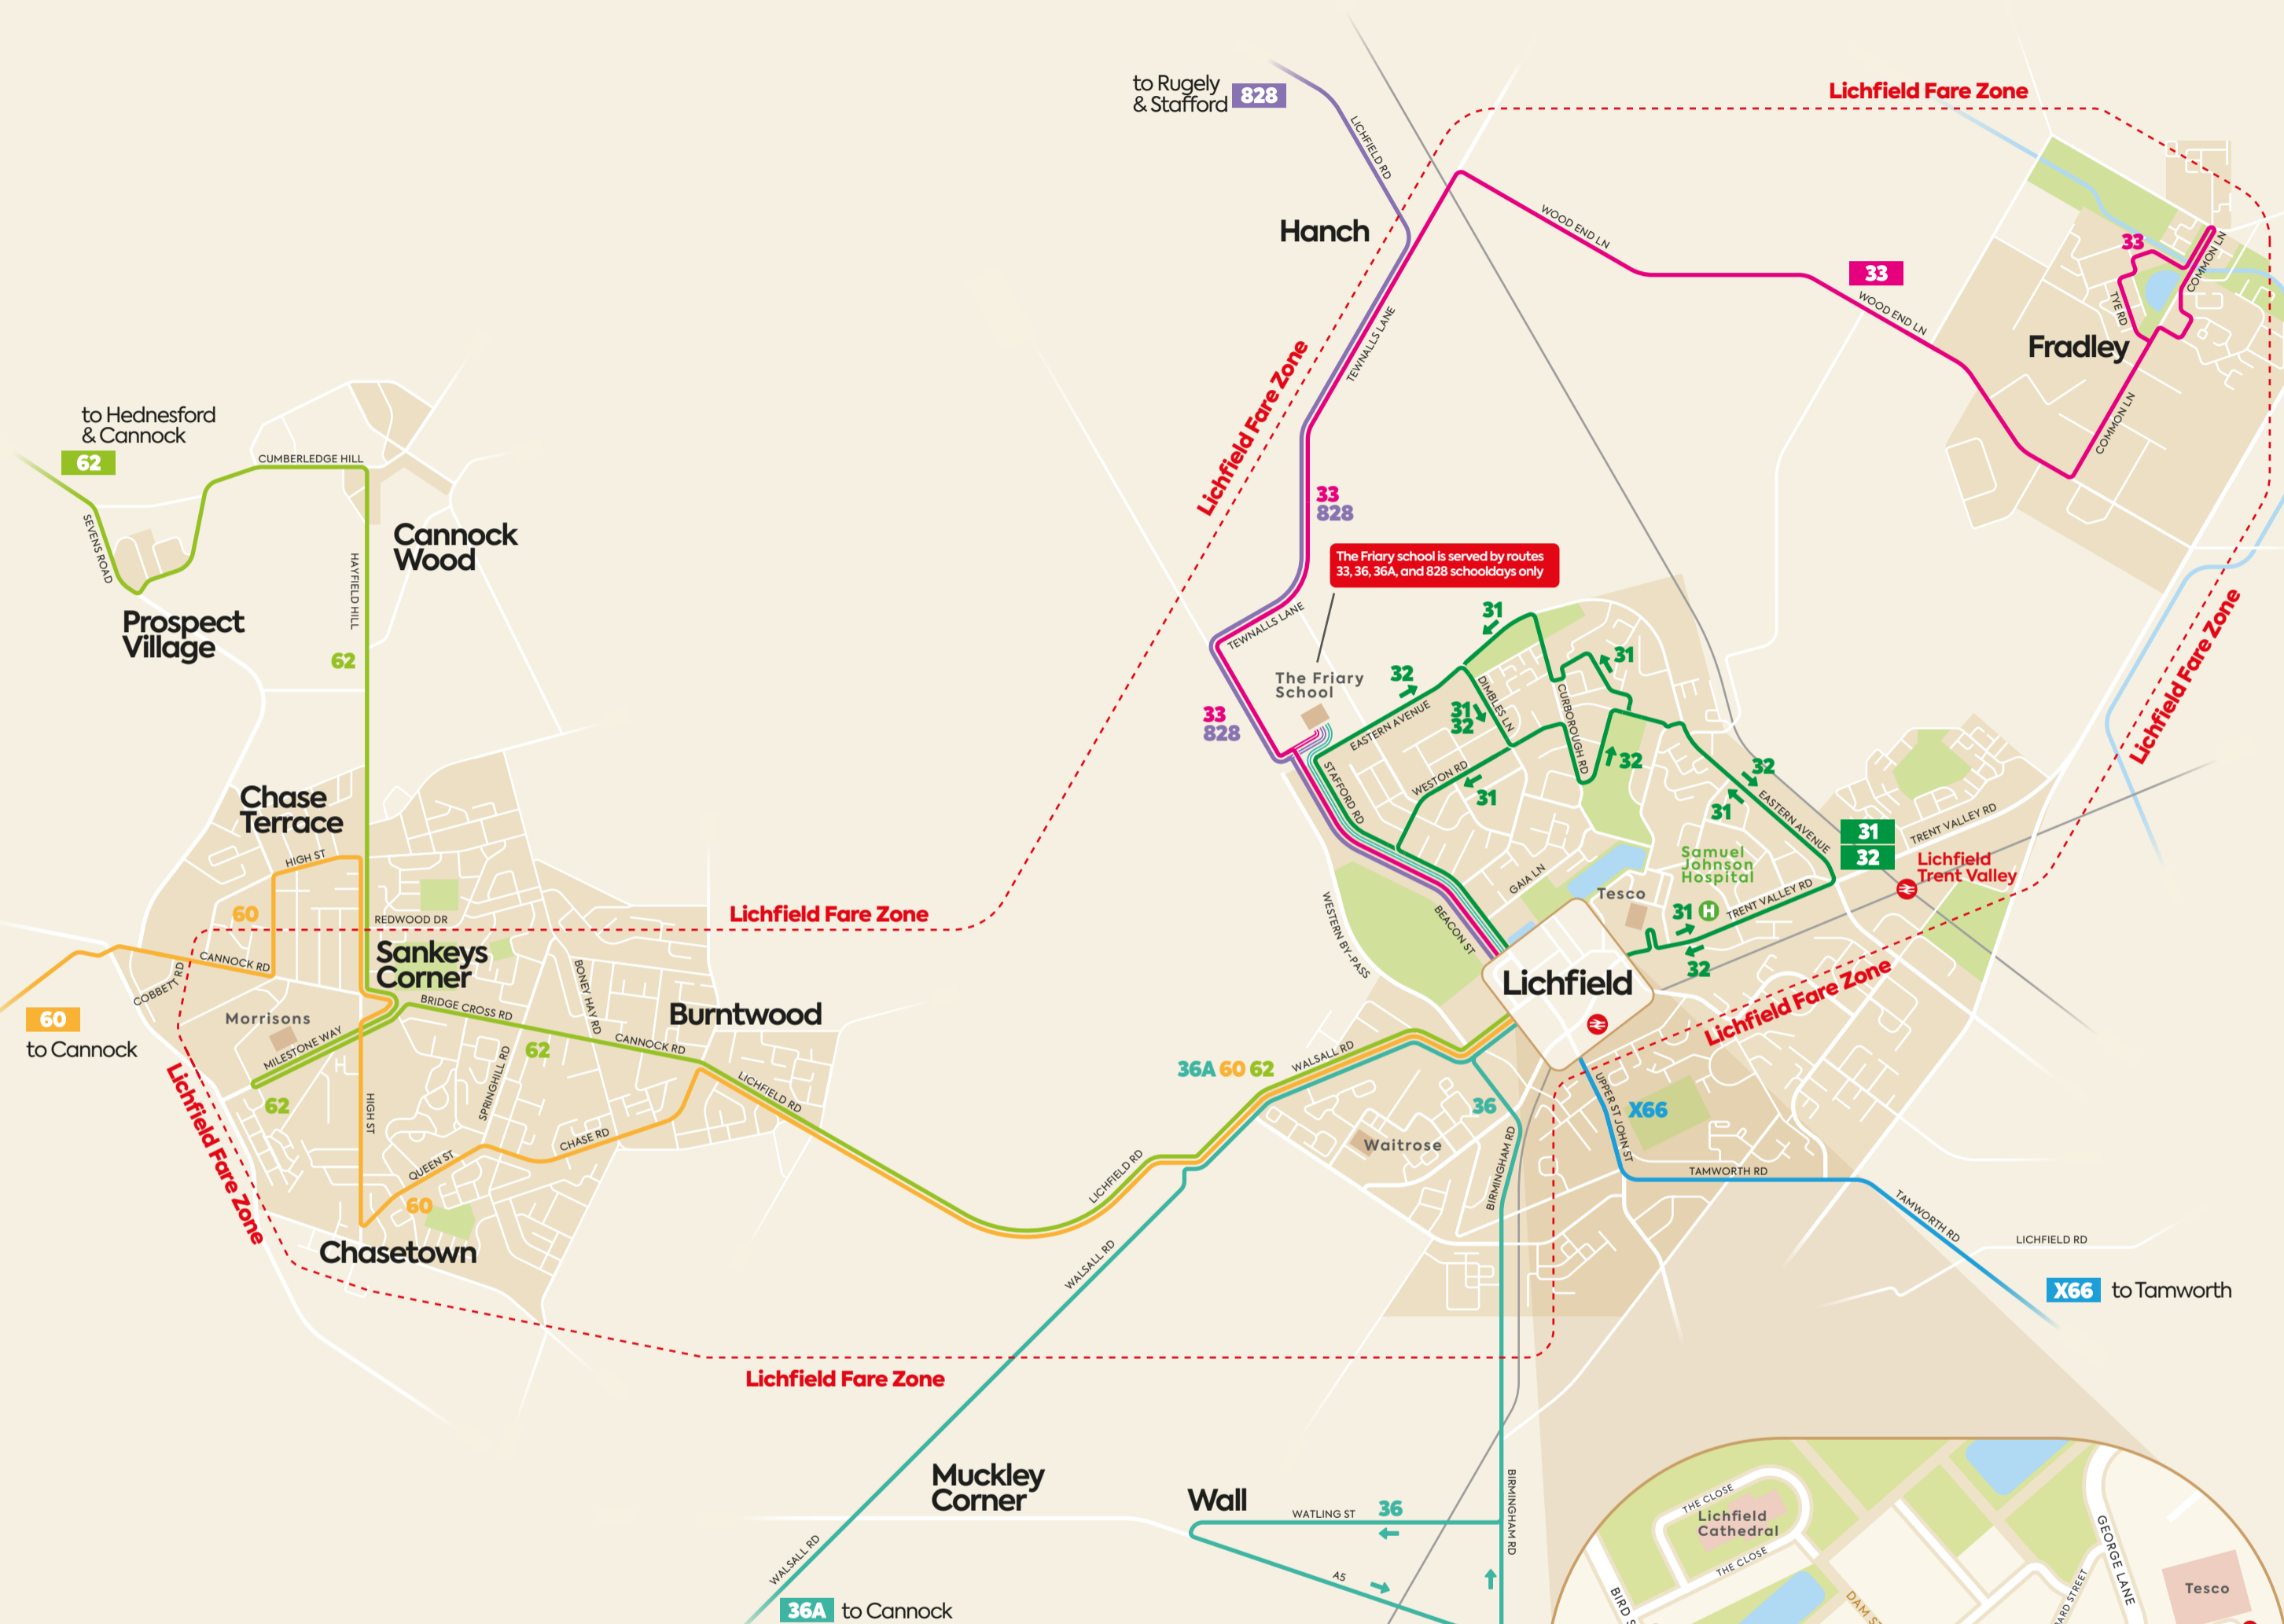 to Rugely
& Stafford
828
LICHFIELD RD
Lichfield Fare Zone
Hanch
WOOD END LN
33
WOOD END LN
33
COMMON LN
TYE RD
Fradley
COMMON LN
TEWNALLS LANE
Lichfield Fare Zone
to Hednesford
& Cannock
62
CUMBERLEDGE HILL
SEVENS ROAD
HAYFIELD HILL
Cannock
Wood
Prospect
Village
62
33
828
The Friary school is served by routes
33, 36, 36A, and 828 schooldays only
TEWNALLS LANE
The Friary
School
33
828
31
32
31
EASTERN AVENUE
DIMBLES LN
31
32
CURBOROUGH RD
STAFFORD RD
WESTON RD
31
32
32
31
EASTERN AVENUE
Lichfield Fare Zone
31
32
TRENT VALLEY RD
Lichfield
Trent Valley
Samuel
Johnson
Hospital
H
GAIA LN
Tesco
TRENT VALLEY RD
31
32
BEACON ST
WESTERN BY-PASS
Lichfield
Lichfield Fare Zone
Chase
Terrace
HIGH ST
60
REDWOOD DR
Lichfield Fare Zone
CANNOCK RD
COBBETT RD
Sankeys
Corner
BRIDGE CROSS RD
BONEY HAY RD
Burntwood
60
to Cannock
Morrisons
MILESTONE WAY
62
62
CANNOCK RD
SPRINGHILL RD
LICHFIELD RD
HIGH ST
QUEEN ST
CHASE RD
60
Chasetown
Lichfield Fare Zone
36A 60 62
WALSALL RD
36
Waitrose
BIRMINGHAM RD
LICHFIELD RD
WALSALL RD
UPPER ST JOHN ST
X66
TAMWORTH RD
TAMWORTH RD
LICHFIELD RD
X66
to Tamworth
Lichfield Fare Zone
Muckley
Corner
Wall
WATLING ST
36
A5
BIRMINGHAM RD
WALSALL RD
36A
to Cannock
THE CLOSE
Lichfield
Cathedral
THE CLOSE
GEORGE LANE
Tesco